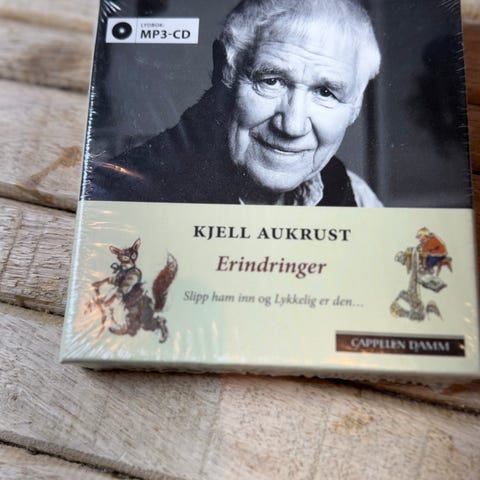 LYDBOK:
MP3-CD
KJELL AUKRUST
Erindringer
Slipp ham inn og Lykkelig er den...
CAPPELEN DAMM